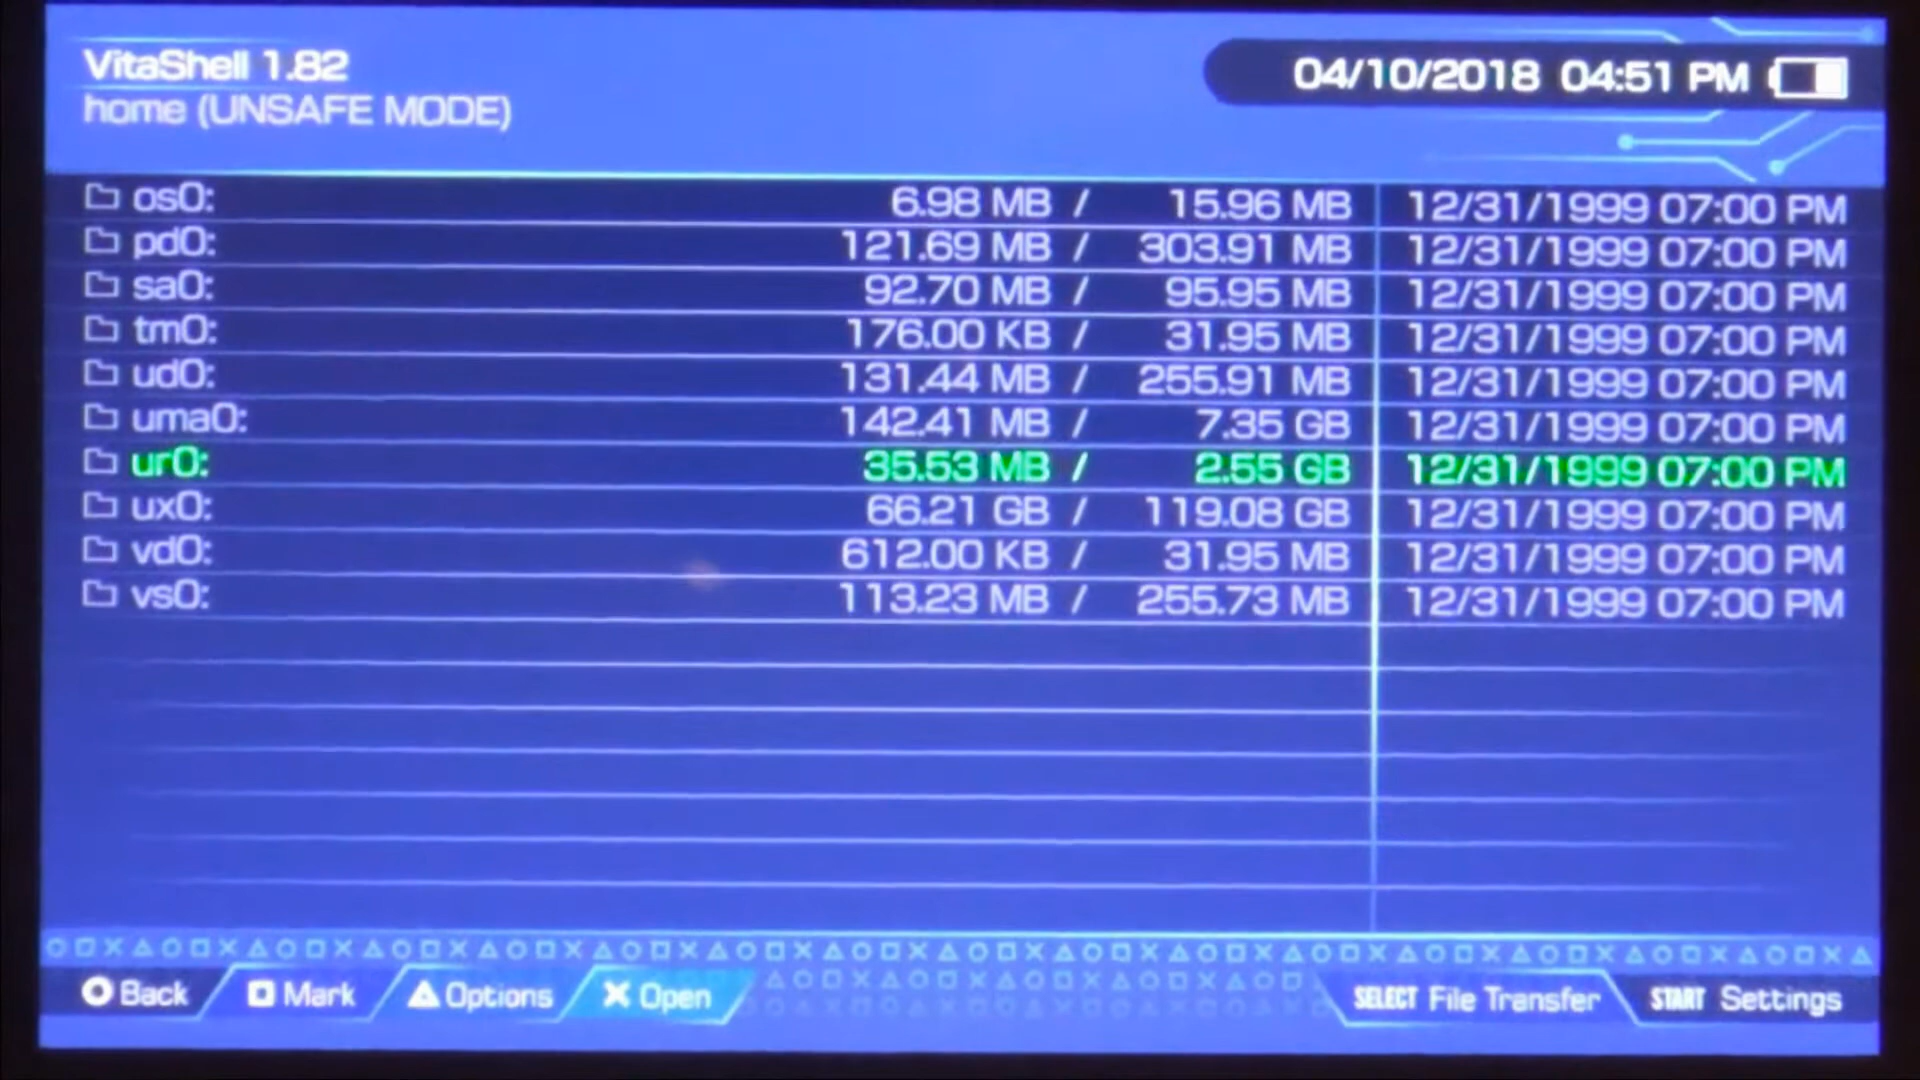 VitaShell 1.82
04/10/2018 04:51 PM
home (UNSAFE MODE)
os0: 6.98 MB / 15.96 MB 12/31/1999 07:00 PM
pd0: 121.69 MB / 303.91 MB 12/31/1999 07:00 PM
sa0: 92.70 MB / 95.95 MB 12/31/1999 07:00 PM
tm0: 176.00 KB / 31.95 MB 12/31/1999 07:00 PM
ud0: 131.44 MB / 255.91 MB 12/31/1999 07:00 PM
uma0: 142.41 MB / 7.35 GB 12/31/1999 07:00 PM
ur0: 35.53 MB / 2.55 GB 12/31/1999 07:00 PM
ux0: 66.21 GB / 119.08 GB 12/31/1999 07:00 PM
vd0: 612.00 KB / 31.95 MB 12/31/1999 07:00 PM
vs0: 113.23 MB / 255.73 MB 12/31/1999 07:00 PM
Back Mark Options Open SELECT File Transfer START Settings